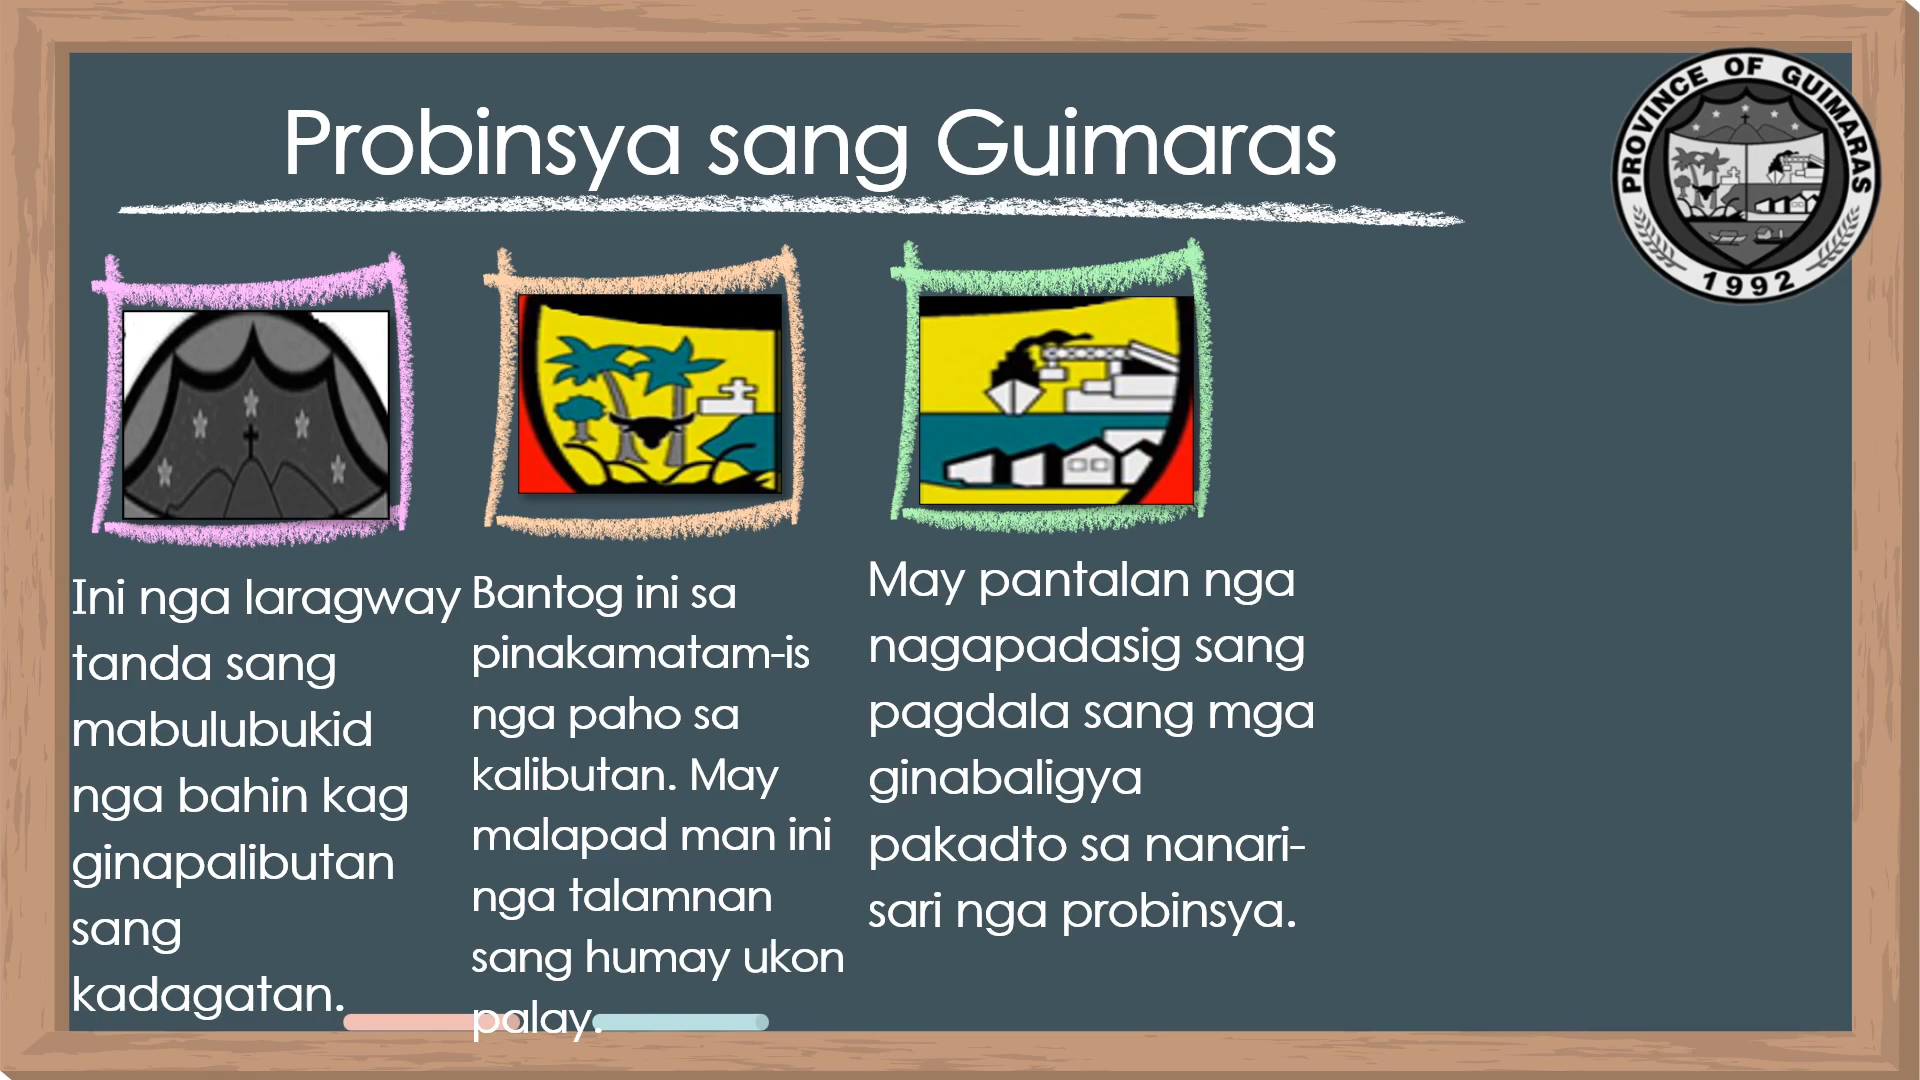 Probinsya sang Guimaras
PROVINCE OF GUIMARAS
1992
Ini nga laragway
tanda sang
mabulubukid
nga bahin kag
ginapalibutan
sang
kadagatan.
Bantog ini sa
pinakamatam-is
nga paho sa
kalibutan. May
malapad man ini
nga talamnan
sang humay ukon
palay.
May pantalan nga
nagapadasig sang
pagdala sang mga
ginabaligya
pakadto sa nanari-
sari nga probinsya.